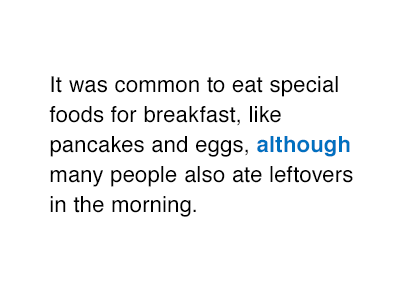 It was common to eat special
foods for breakfast, like
pancakes and eggs, although
many people also ate leftovers
in the morning.